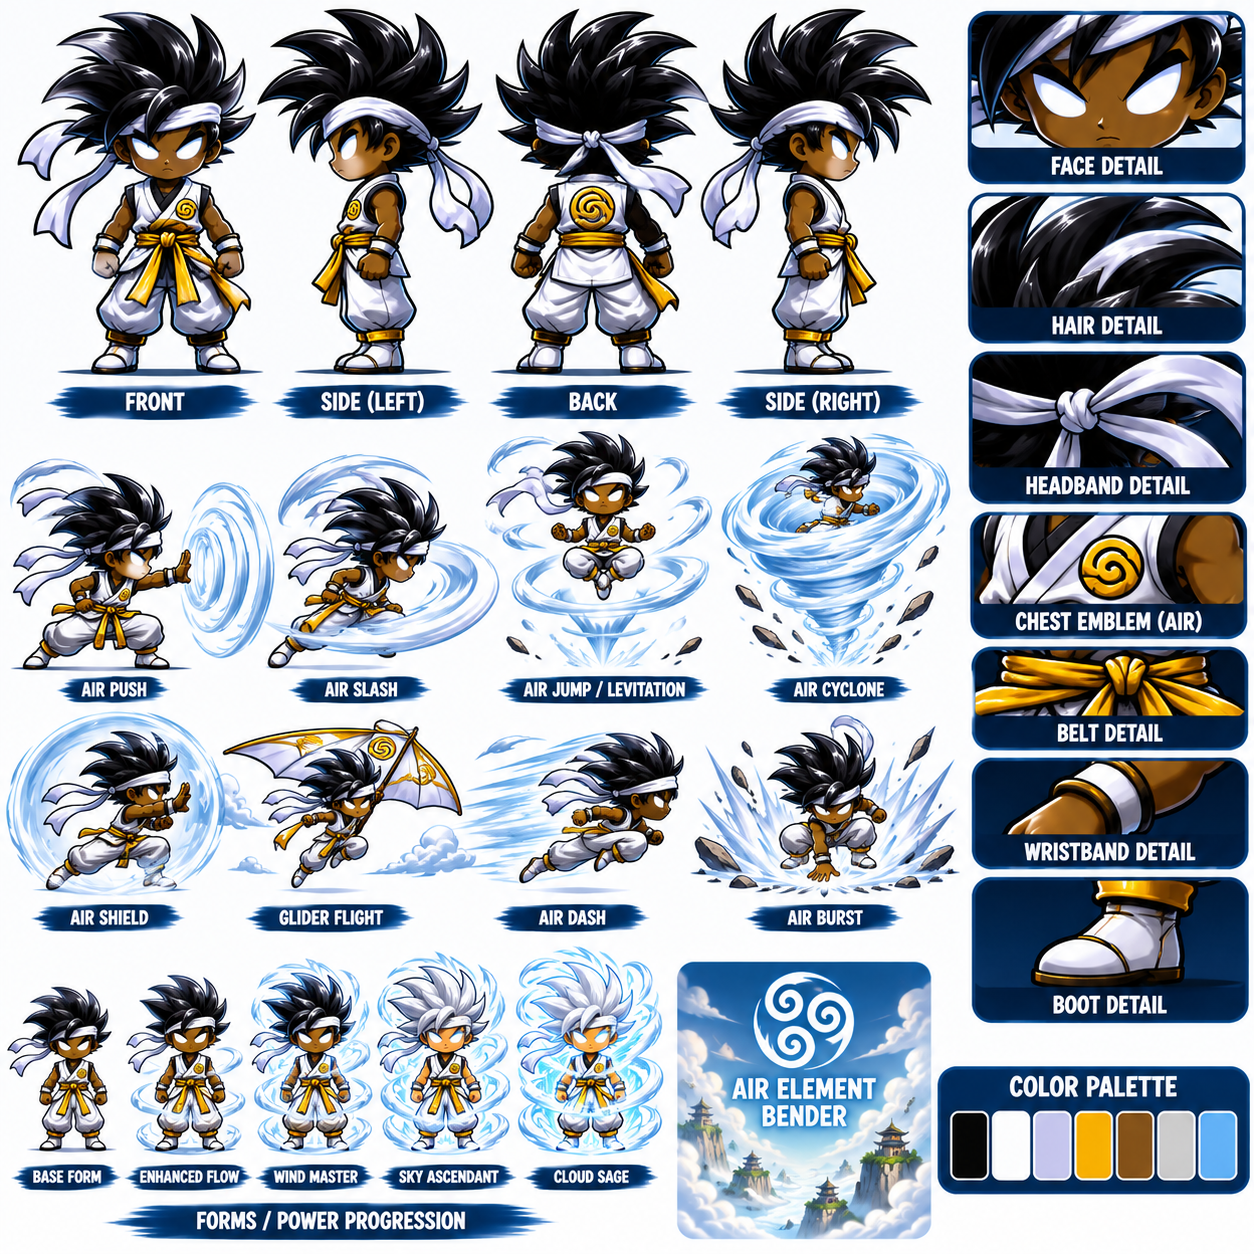 FRONT
SIDE (LEFT)
BACK
SIDE (RIGHT)
FACE DETAIL
HAIR DETAIL
HEADBAND DETAIL
CHEST EMBLEM (AIR)
BELT DETAIL
WRISTBAND DETAIL
BOOT DETAIL
AIR PUSH
AIR SLASH
AIR JUMP / LEVITATION
AIR CYCLONE
AIR SHIELD
GLIDER FLIGHT
AIR DASH
AIR BURST
BASE FORM
ENHANCED FLOW
WIND MASTER
SKY ASCENDANT
CLOUD SAGE
FORMS / POWER PROGRESSION
AIR ELEMENT
BENDER
COLOR PALETTE